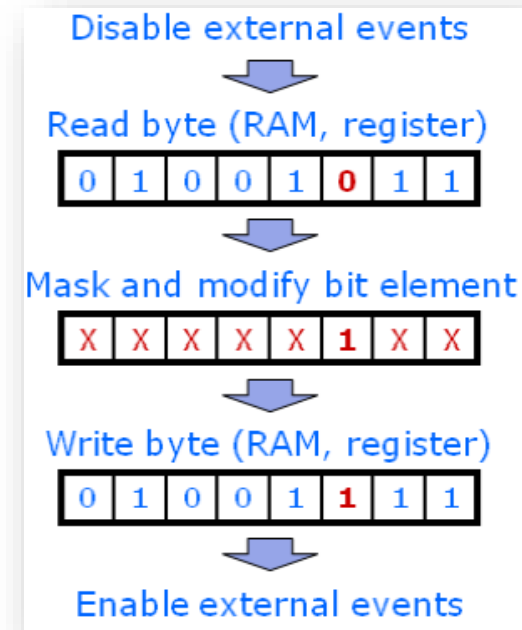 Disable external events
Read byte (RAM, register)
0 1 0 0 1 0 1 1
Mask and modify bit element
X X X X X 1 X X
Write byte (RAM, register)
0 1 0 0 1 1 1 1
Enable external events